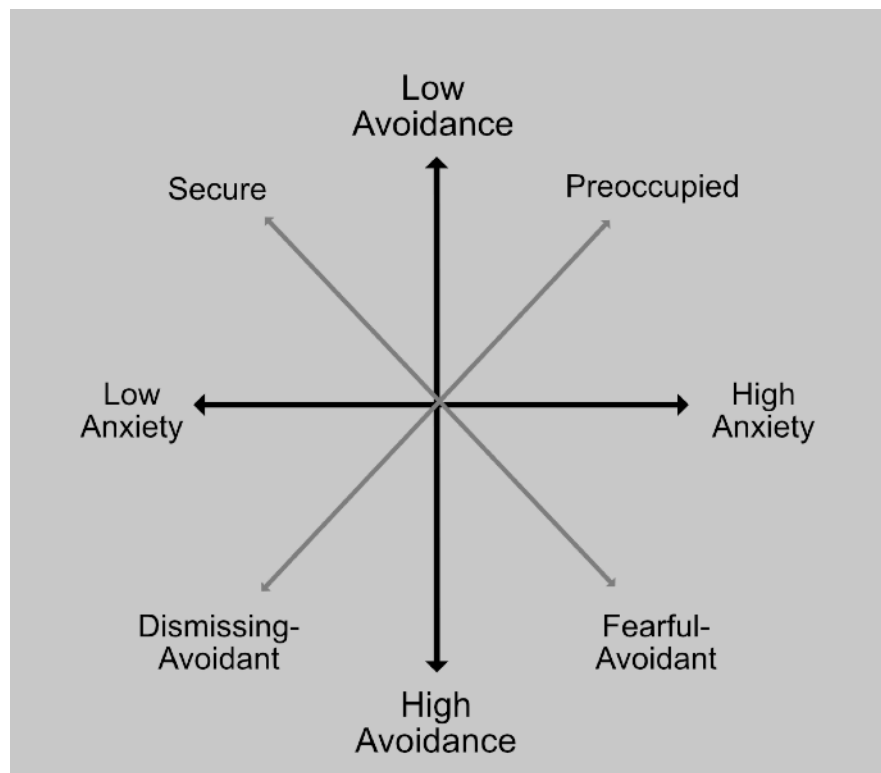 Low
Avoidance
Secure
Preoccupied
Low
Anxiety
High
Anxiety
Dismissing-
Avoidant
Fearful-
Avoidant
High
Avoidance